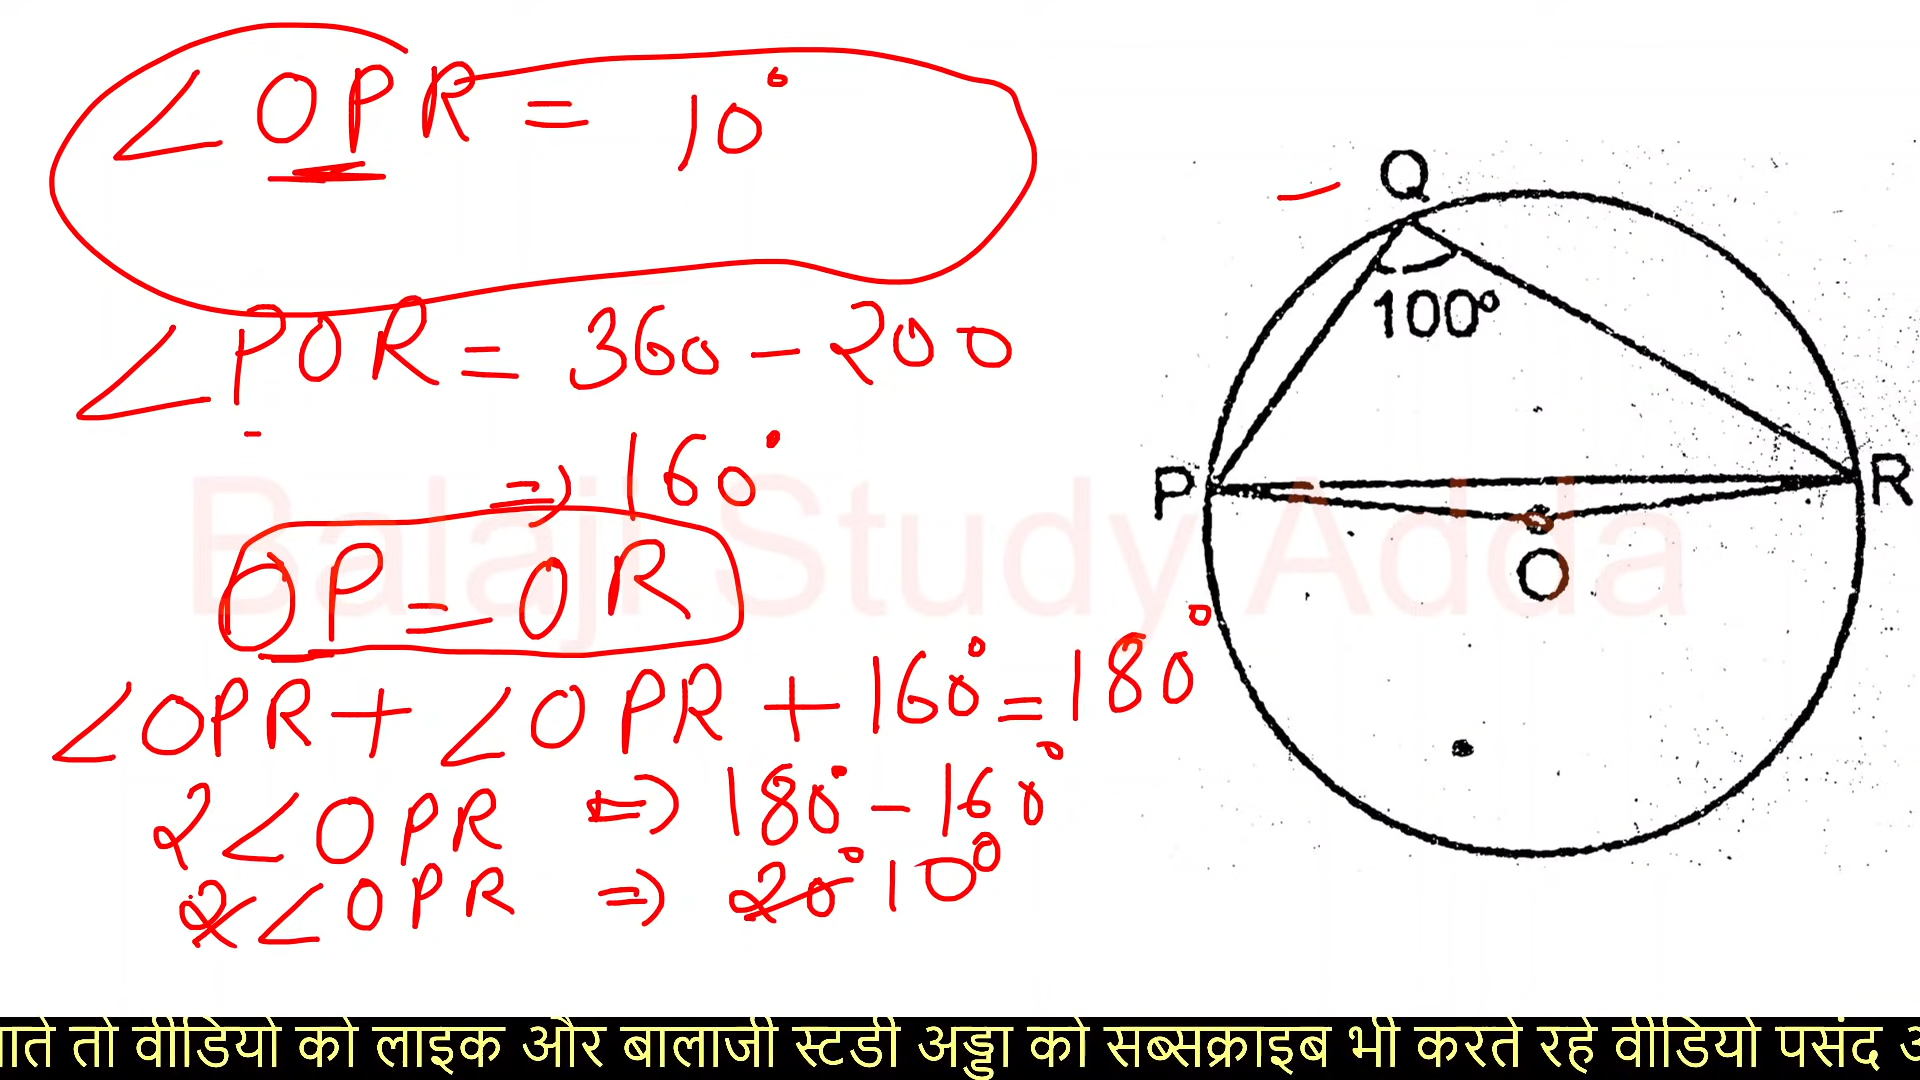 ∠OPR = 10°
∠POR = 360 - 200
⇒ 160°
OP = OR
∠OPR + ∠OPR + 160° = 180°
2∠OPR ⇒ 180° - 160°
2∠OPR ⇒ 20° 10°
Q
100°
P
R
O
Balaji Study Adda
तो वीडियो को लाइक और बालाजी स्टडी अड्डा को सब्सक्राइब भी करते रहे वीडियो पसंद